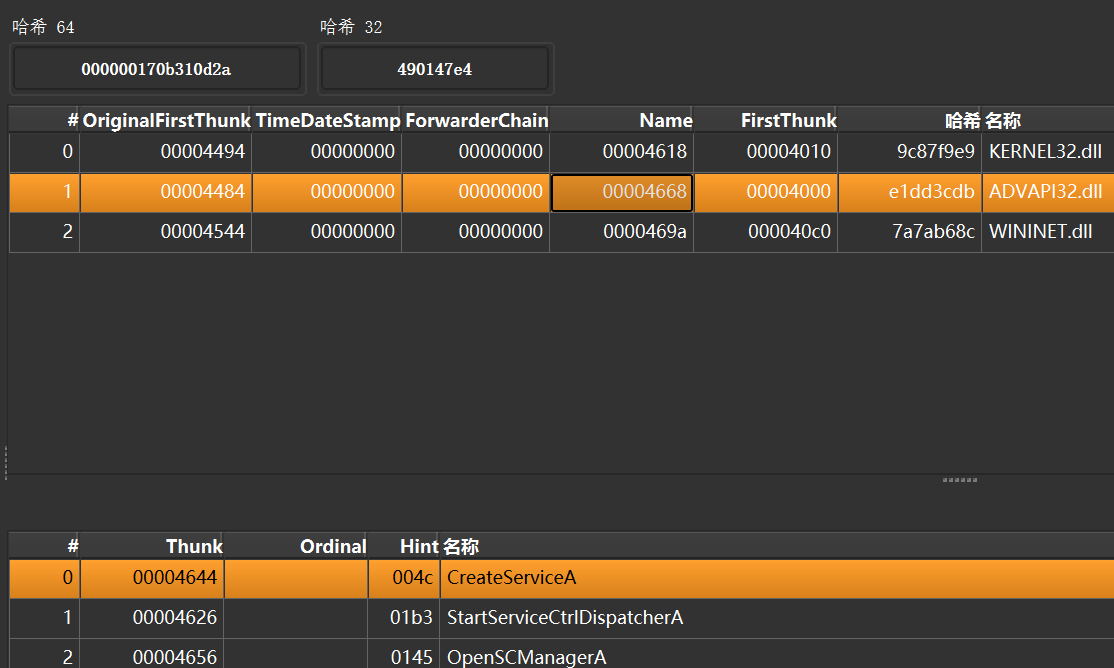 哈希 64 哈希 32
000000170b310d2a 490147e4
# OriginalFirstThunk TimeDateStamp ForwarderChain Name FirstThunk 哈希 名称
0 00004494 00000000 00000000 00004618 00004010 9c87f9e9 KERNEL32.dll
1 00004484 00000000 00000000 00004668 00004000 e1dd3cdb ADVAPI32.dll
2 00004544 00000000 00000000 0000469a 000040c0 7a7ab68c WININET.dll
# Thunk Ordinal Hint 名称
0 00004644 004c CreateServiceA
1 00004626 01b3 StartServiceCtrlDispatcherA
2 00004656 0145 OpenSCManagerA